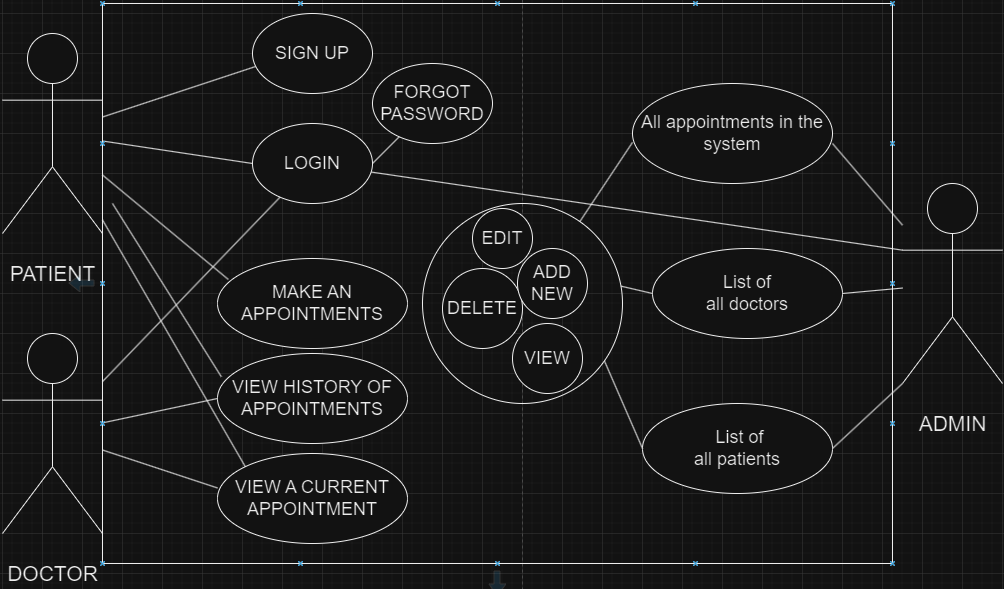 SIGN UP
FORGOT
PASSWORD
LOGIN
PATIENT
MAKE AN
APPOINTMENTS
VIEW HISTORY OF
APPOINTMENTS
VIEW A CURRENT
APPOINTMENT
DOCTOR
EDIT
ADD
NEW
DELETE
VIEW
All appointments in the
system
List of
all doctors
List of
all patients
ADMIN